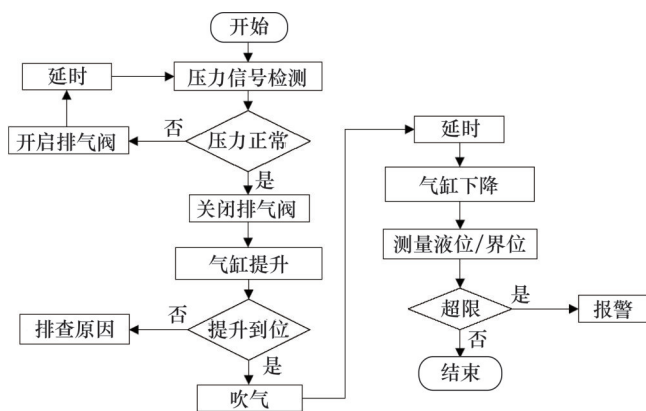 开始
延时
压力信号检测
开启排气阀
否
压力正常
是
关闭排气阀
气缸提升
排查原因
否
提升到位
是
吹气
延时
气缸下降
测量液位/界位
超限
是
报警
否
结束